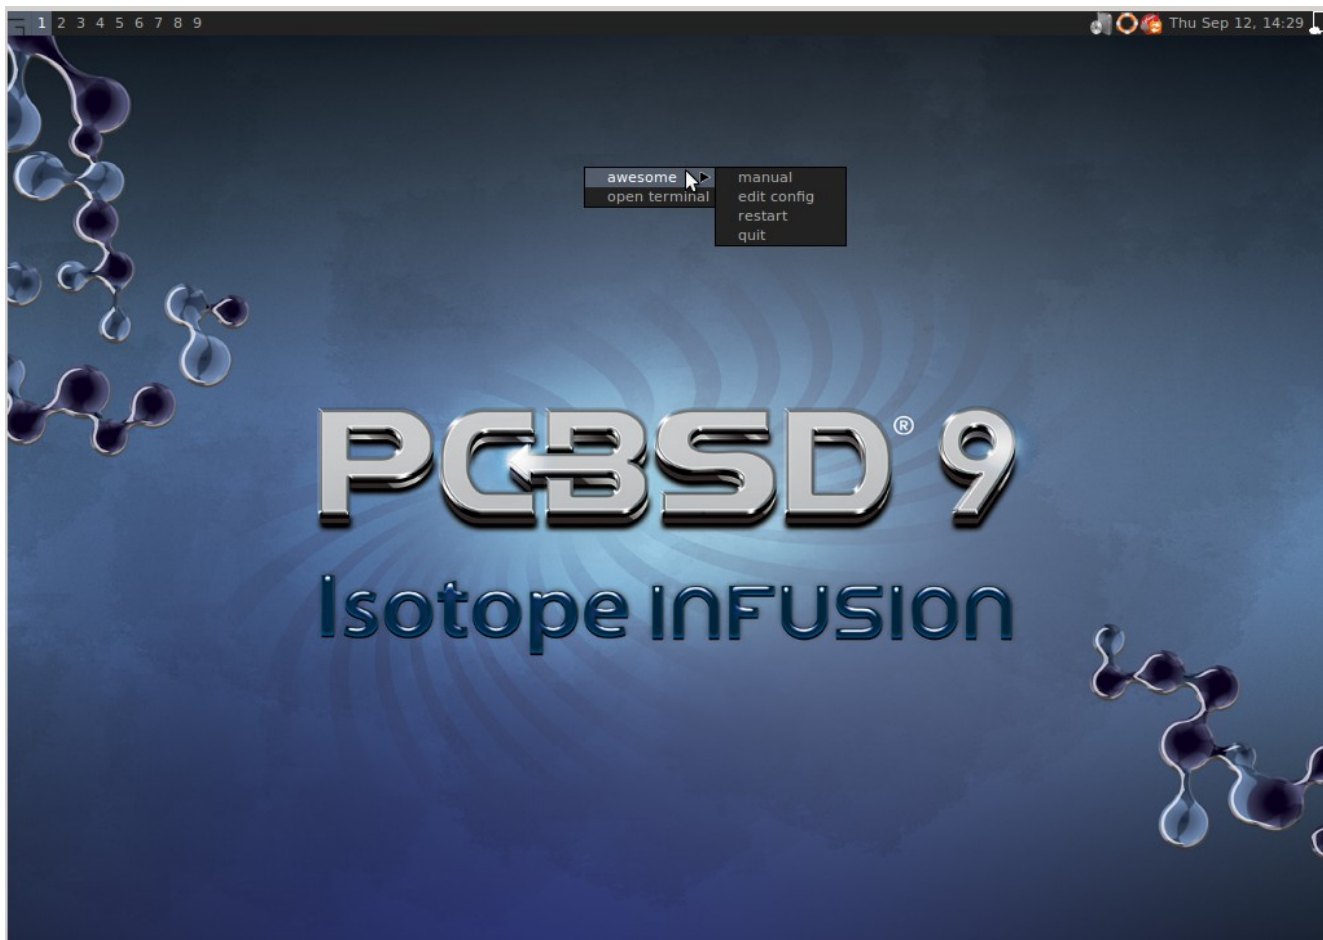 1 2 3 4 5 6 7 8 9
Thu Sep 12, 14:29
awesome
open terminal
manual
edit config
restart
quit
PCBSD® 9
Isotope INFUSION